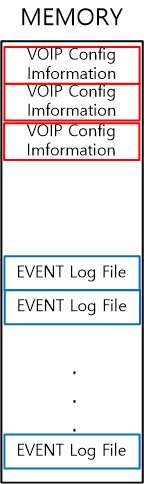 MEMORY
VOIP Config
Imformation
VOIP Config
Imformation
VOIP Config
Imformation
EVENT Log File
EVENT Log File
.
.
.
EVENT Log File